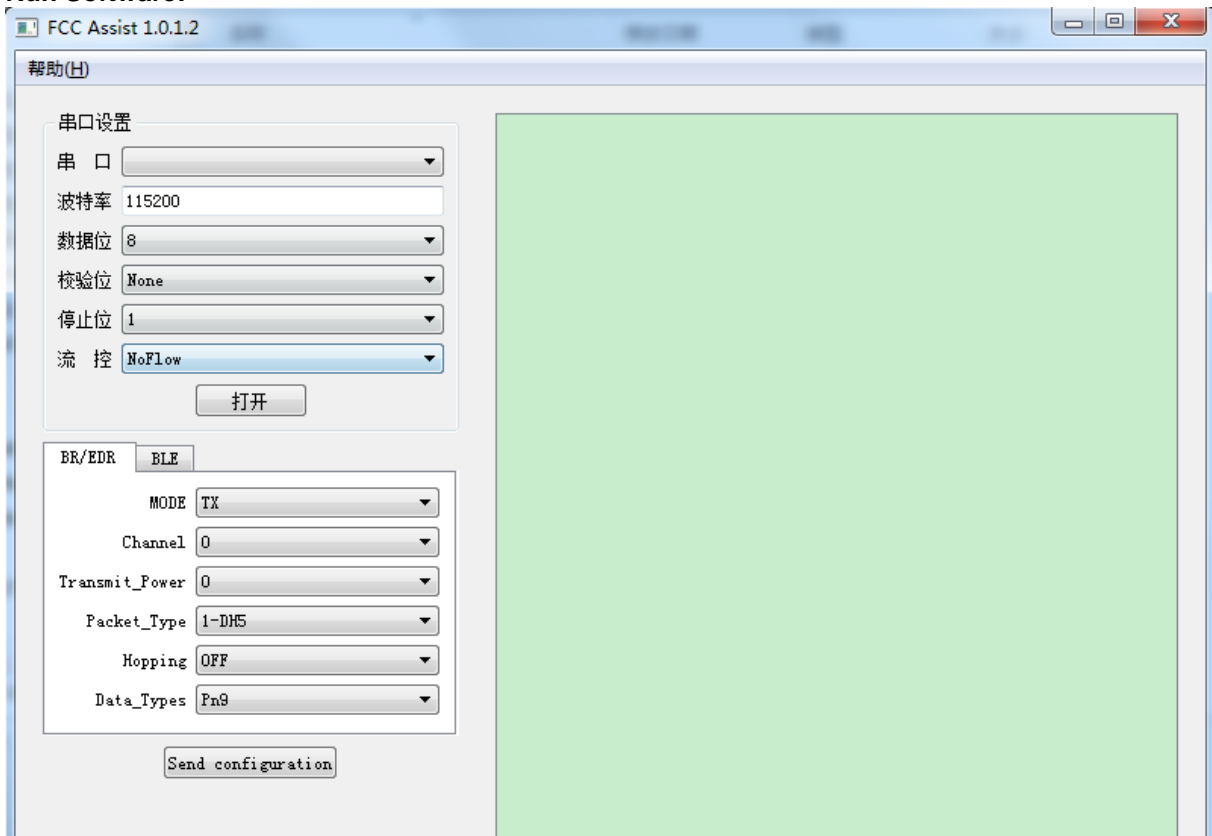 FCC Assist 1.0.1.2
帮助(H)
串口设置
串 口
波特率 115200
数据位 8
校验位 None
停止位 1
流 控 NoFlow
打开
BR/EDR BLE
MODE TX
Channel 0
Transmit_Power 0
Packet_Type 1-DH5
Hopping OFF
Data_Types Pn9
Send configuration